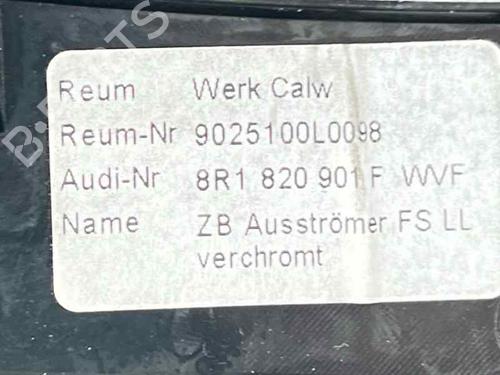 Reum Werk Calw
Reum-Nr 9025100L0098
Audi-Nr 8R1 820 901 F WVF
Name ZB Ausströmer FS LL
verchromt